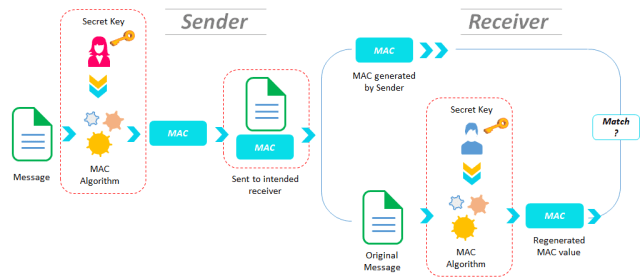 Sender
Receiver
Secret Key
MAC
Algorithm
Message
MAC
MAC
Sent to intended
receiver
MAC
MAC generated
by Sender
Secret Key
MAC
Algorithm
Original
Message
MAC
Regenerated
MAC value
Match
?